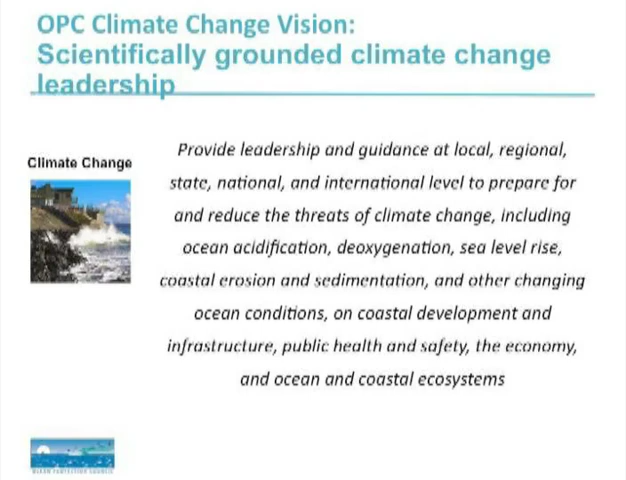 OPC Climate Change Vision:
Scientifically grounded climate change
leadership
Climate Change
Provide leadership and guidance at local, regional,
state, national, and international level to prepare for
and reduce the threats of climate change, including
ocean acidification, deoxygenation, sea level rise,
coastal erosion and sedimentation, and other changing
ocean conditions, on coastal development and
infrastructure, public health and safety, the economy,
and ocean and coastal ecosystems
OCEAN PROTECTION COUNCIL